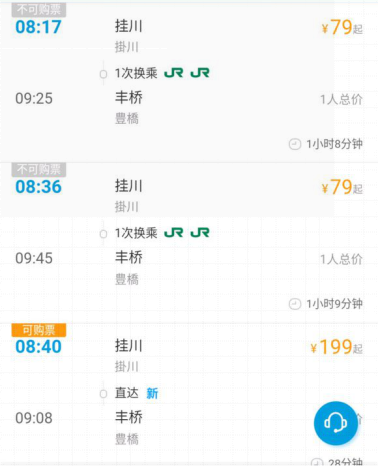 不可购票
08:17 挂川 ¥79起
掛川
1次换乘 JR JR
09:25 丰桥 1人总价
豊橋
1小时8分钟
不可购票
08:36 挂川 ¥79起
掛川
1次换乘 JR JR
09:45 丰桥 1人总价
豊橋
1小时9分钟
可购票
08:40 挂川 ¥199起
掛川
直达 新
09:08 丰桥 价
豊橋
28分钟